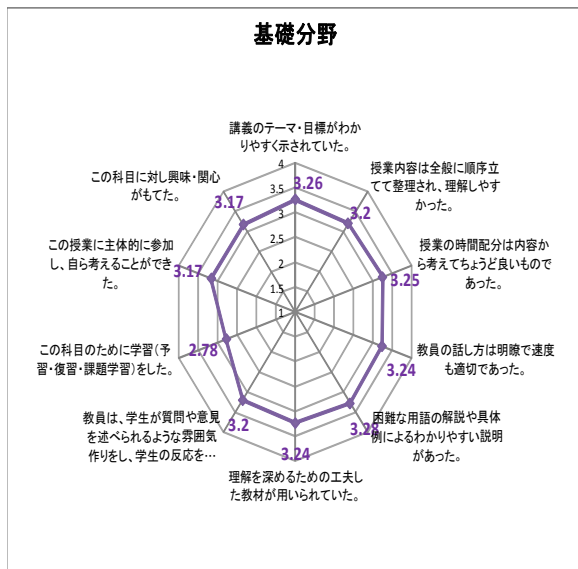 基礎分野
講義のテーマ・目標がわか
りやすく示されていた。
4
3.5
3
2.5
2
1.5
1
3.26
授業内容は全般に順序立
てて整理され、理解しやす
かった。
3.2
授業の時間配分は内容か
ら考えてちょうど良いもので
あった。
3.25
教員の話し方は明瞭で速度
も適切であった。
3.24
困難な用語の解説や具体
例によるわかりやすい説明
があった。
3.28
理解を深めるための工夫し
た教材が用いられていた。
3.24
教員は、学生が質問や意見
を述べられるような雰囲気
作りをし、学生の反応を…
3.2
この科目のために学習(予
習・復習・課題学習)をした。
2.78
この授業に主体的に参加
し、自ら考えることができ
た。
3.17
この科目に対し興味・関心
がもてた。
3.17